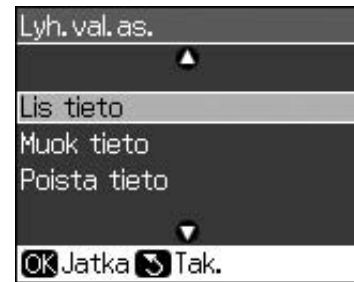 Lyh.val.as.
Lis tieto
Muok tieto
Poista tieto
OK Jatka Tak.